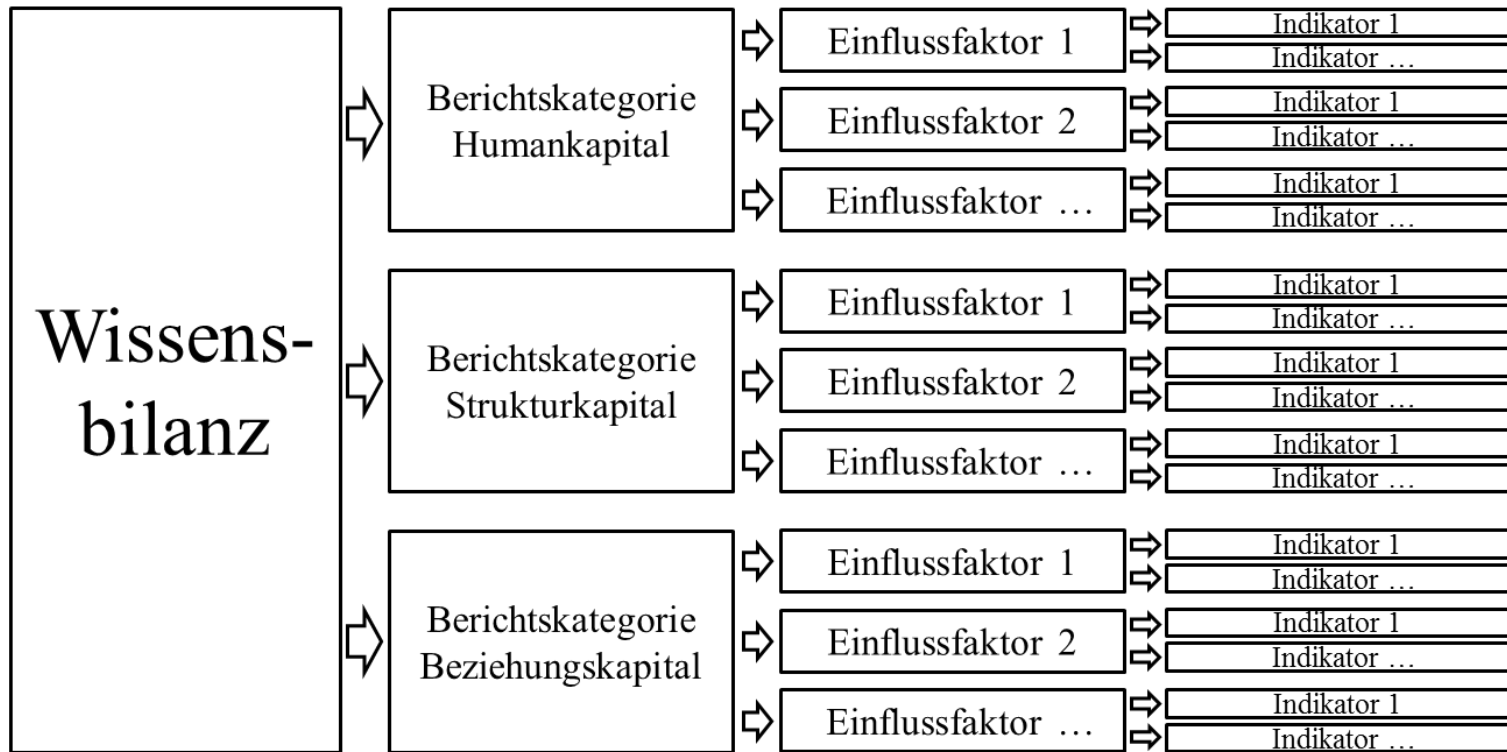 Wissens-
bilanz
Berichtskategorie
Humankapital
Einflussfaktor 1
Indikator 1
Indikator …
Einflussfaktor 2
Indikator 1
Indikator …
Einflussfaktor …
Indikator 1
Indikator …
Berichtskategorie
Strukturkapital
Einflussfaktor 1
Indikator 1
Indikator …
Einflussfaktor 2
Indikator 1
Indikator …
Einflussfaktor …
Indikator 1
Indikator …
Berichtskategorie
Beziehungskapital
Einflussfaktor 1
Indikator 1
Indikator …
Einflussfaktor 2
Indikator 1
Indikator …
Einflussfaktor …
Indikator 1
Indikator …